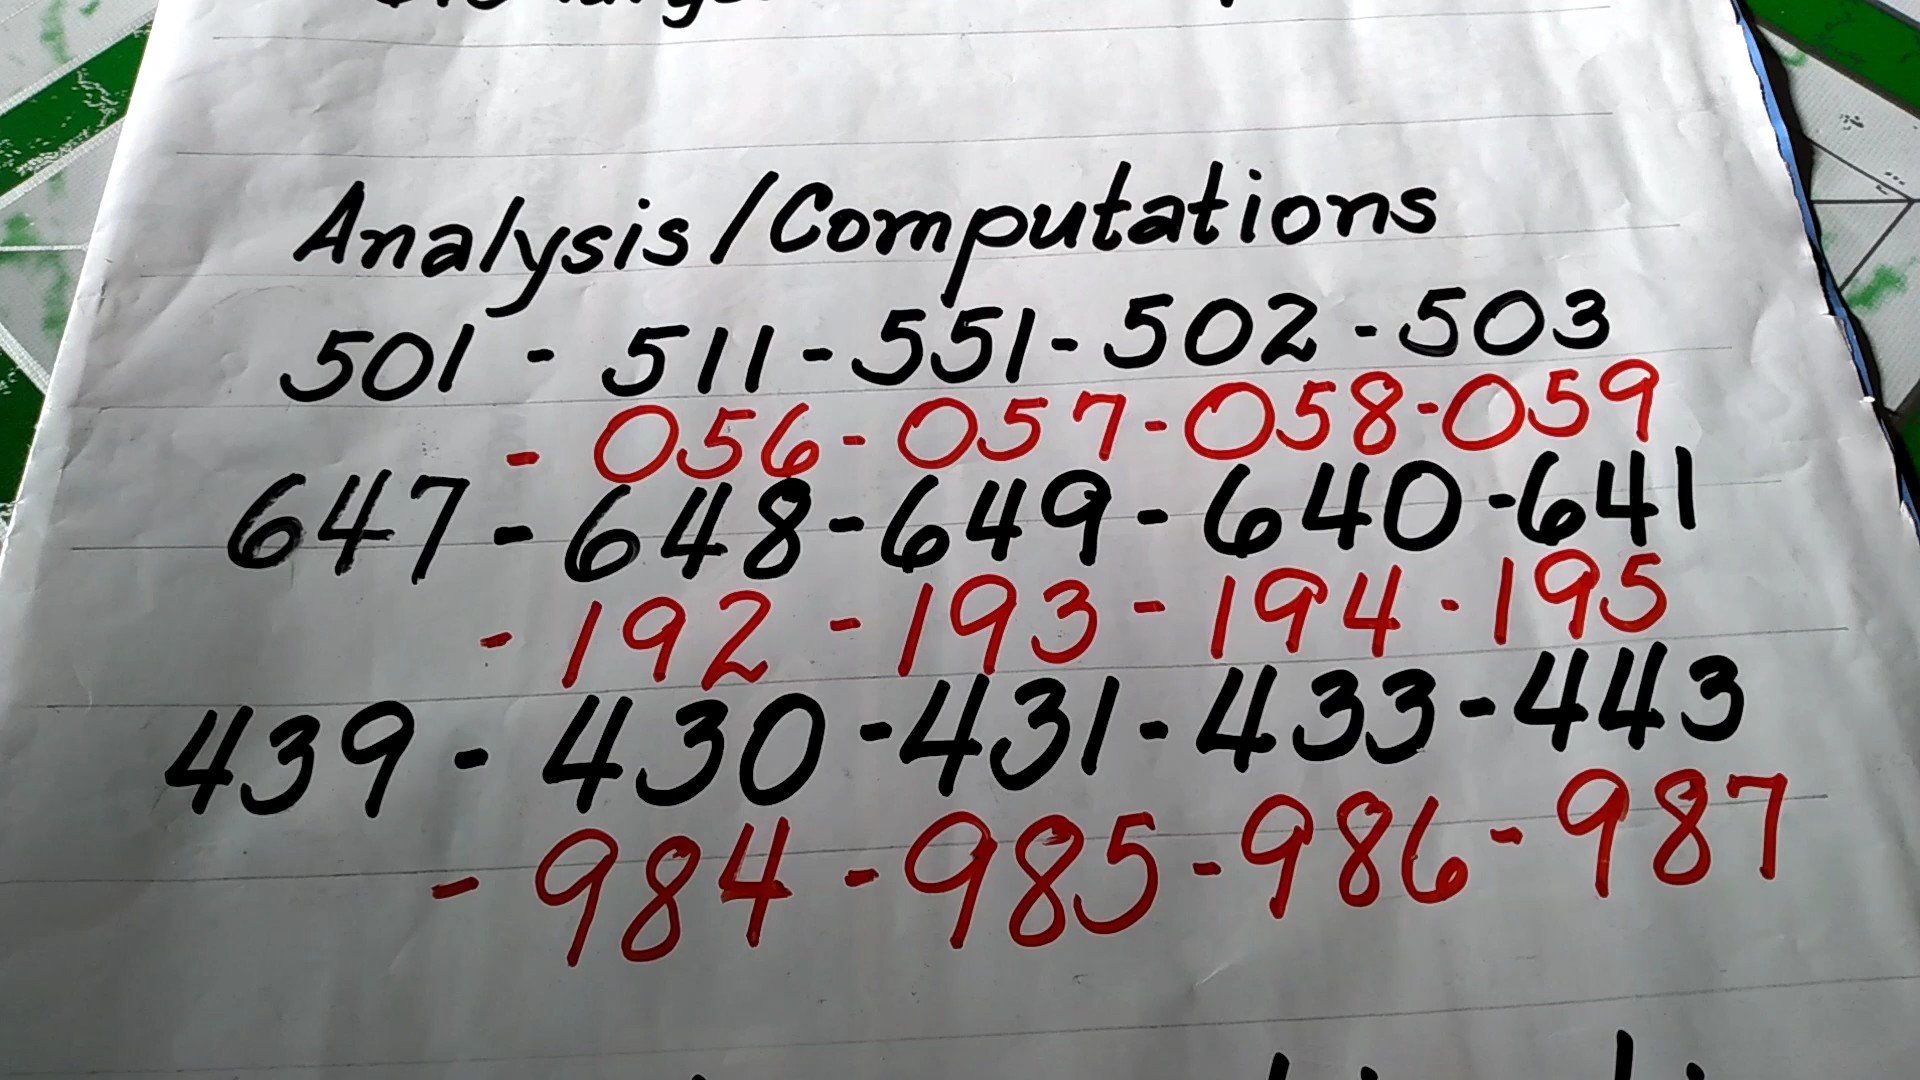 Analysis/Computations
501 - 511 - 551 - 502 - 503
- 056 - 057 - 058 - 059
647 - 648 - 649 - 640 - 641
- 192 - 193 - 194 - 195
439 - 430 - 431 - 433 - 443
- 984 - 985 - 986 - 987